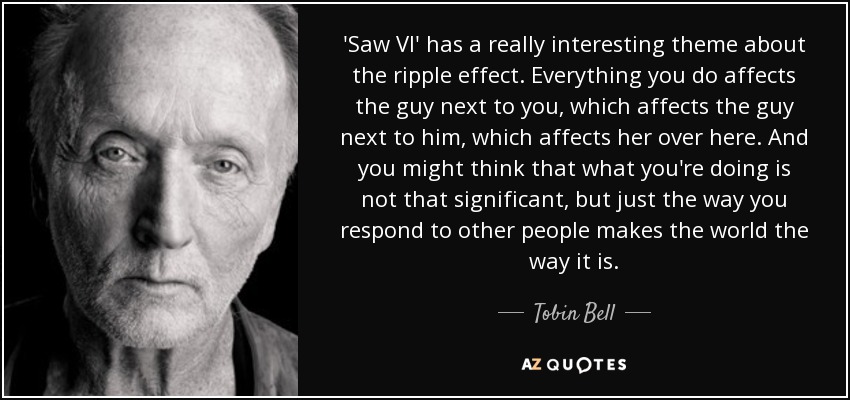 'Saw VI' has a really interesting theme about
the ripple effect. Everything you do affects
the guy next to you, which affects the guy
next to him, which affects her over here. And
you might think that what you're doing is
not that significant, but just the way you
respond to other people makes the world the
way it is.
Tobin Bell
AZ QUOTES